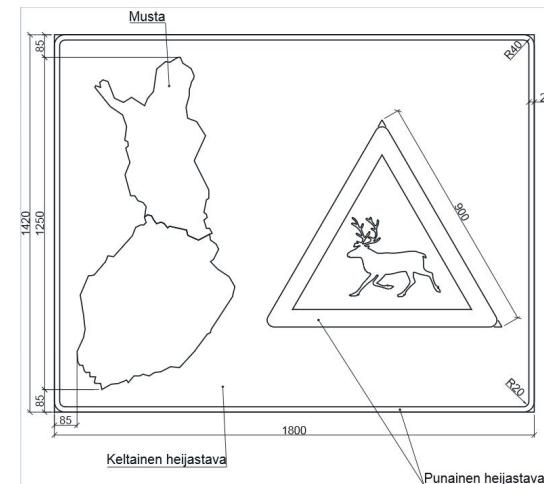 Musta
85
R40
2
1420
1250
900
85
85
R20
1800
Keltainen heijastava
Punainen heijastava